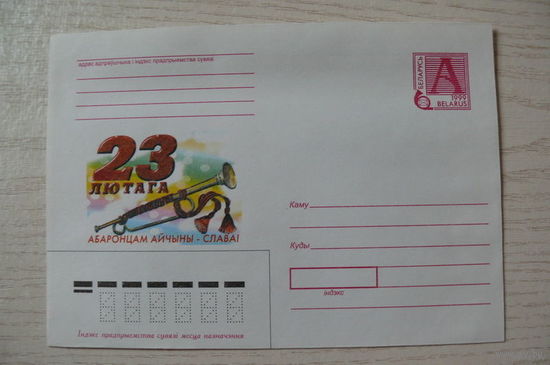 адрас адпраўшчыка і індэкс прадпрыемства сувязі
БЕЛАРУСЬ
A
1999
BELARUS
23
ЛЮТАГА
АБАРОНЦАМ АЙЧЫНЫ - СЛАВА!
Каму
Куды
індэкс
Індэкс прадпрыемства сувязі месца назначэння